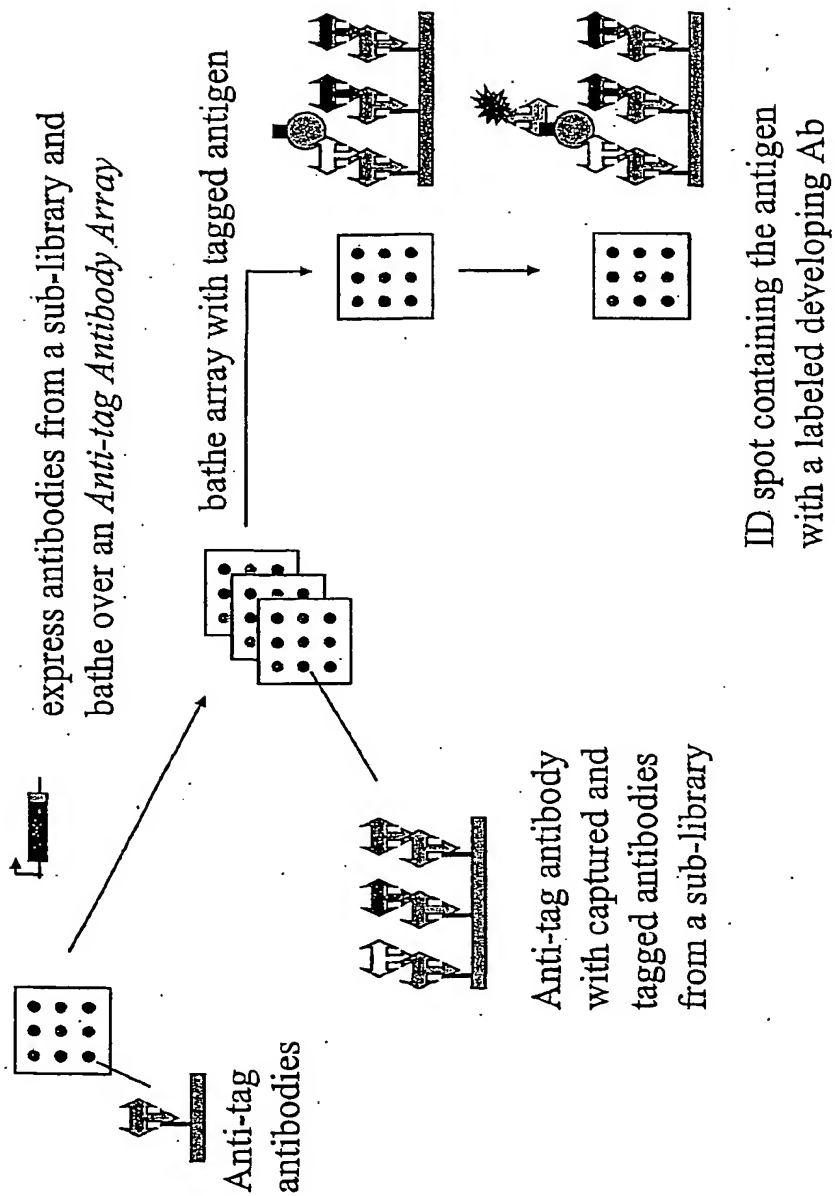 express antibodies from a sub-library and
bathe over an Anti-tag Antibody Array
Anti-tag
antibodies
bathe array with tagged antigen
Anti-tag antibody
with captured and
tagged antibodies
from a sub-library
ID spot containing the antigen
with a labeled developing Ab